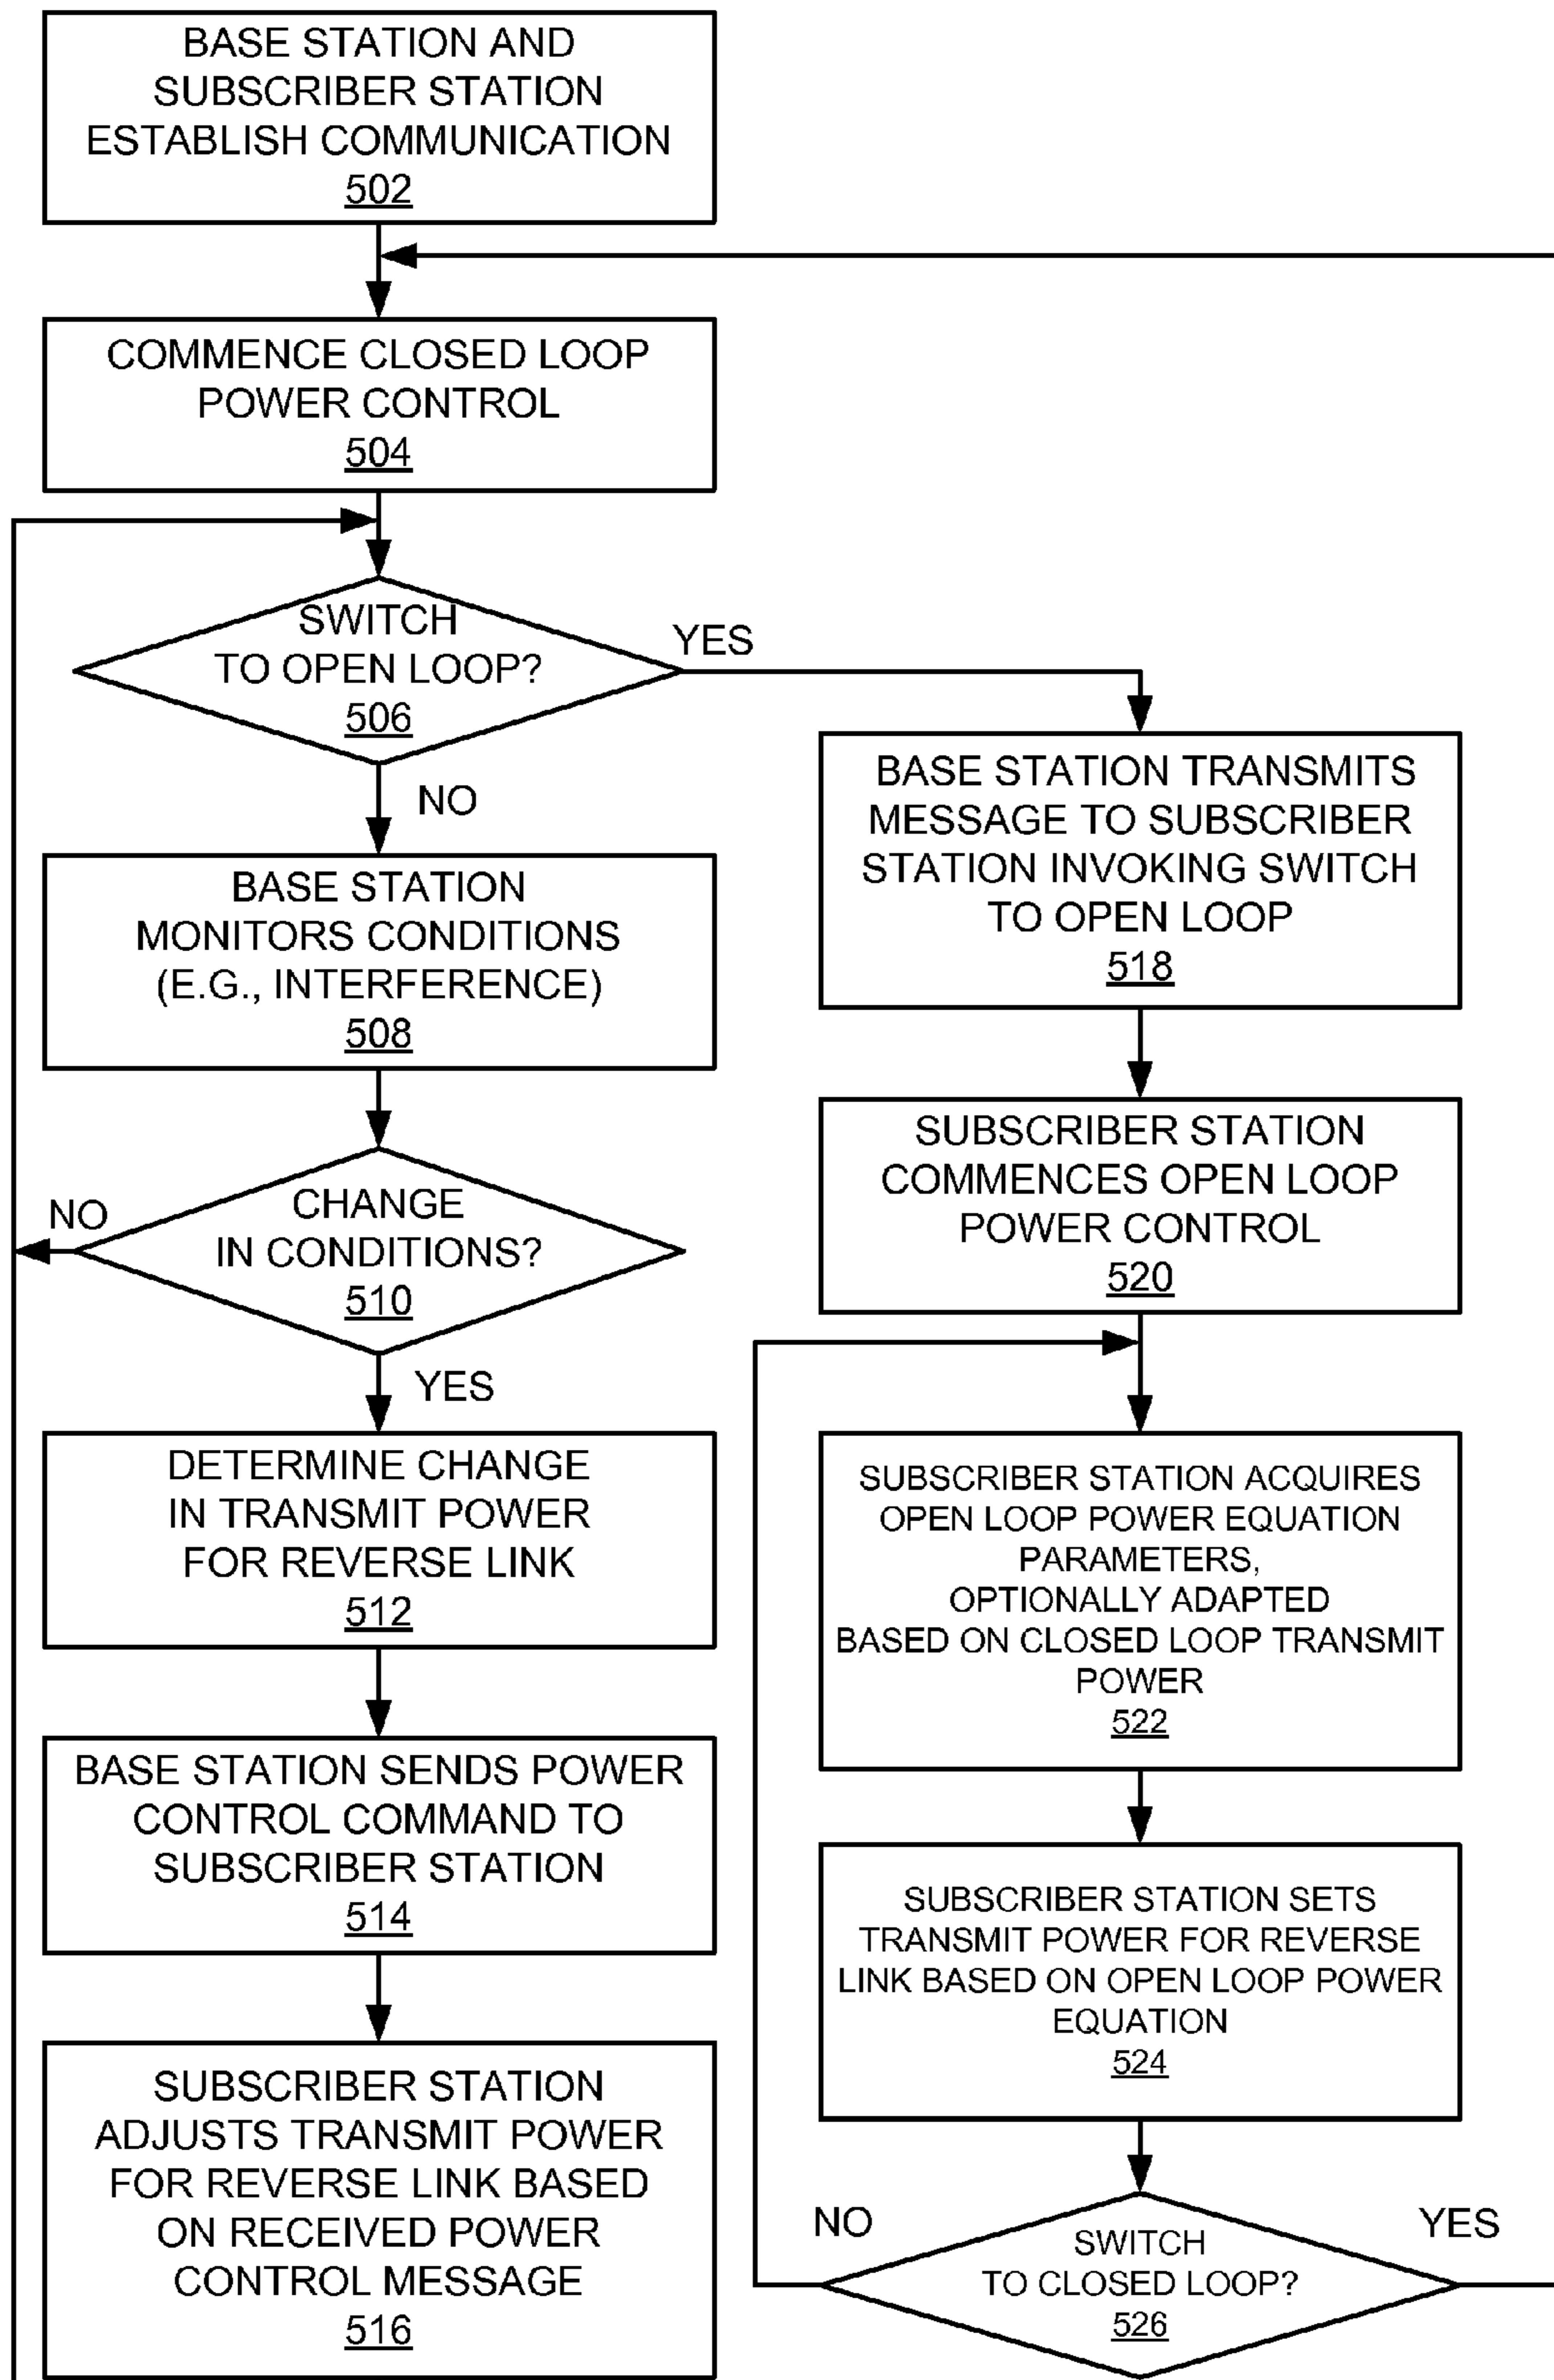 BASE STATION AND
SUBSCRIBER STATION
ESTABLISH COMMUNICATION
502
COMMENCE CLOSED LOOP
POWER CONTROL
504
SWITCH
TO OPEN LOOP?
506
YES
NO
BASE STATION
MONITORS CONDITIONS
(E.G., INTERFERENCE)
508
CHANGE
IN CONDITIONS?
510
NO
YES
DETERMINE CHANGE
IN TRANSMIT POWER
FOR REVERSE LINK
512
BASE STATION SENDS POWER
CONTROL COMMAND TO
SUBSCRIBER STATION
514
SUBSCRIBER STATION
ADJUSTS TRANSMIT POWER
FOR REVERSE LINK BASED
ON RECEIVED POWER
CONTROL MESSAGE
516
BASE STATION TRANSMITS
MESSAGE TO SUBSCRIBER
STATION INVOKING SWITCH
TO OPEN LOOP
518
SUBSCRIBER STATION
COMMENCES OPEN LOOP
POWER CONTROL
520
SUBSCRIBER STATION ACQUIRES
OPEN LOOP POWER EQUATION
PARAMETERS,
OPTIONALLY ADAPTED
BASED ON CLOSED LOOP TRANSMIT
POWER
522
SUBSCRIBER STATION SETS
TRANSMIT POWER FOR REVERSE
LINK BASED ON OPEN LOOP POWER
EQUATION
524
SWITCH
TO CLOSED LOOP?
526
NO
YES